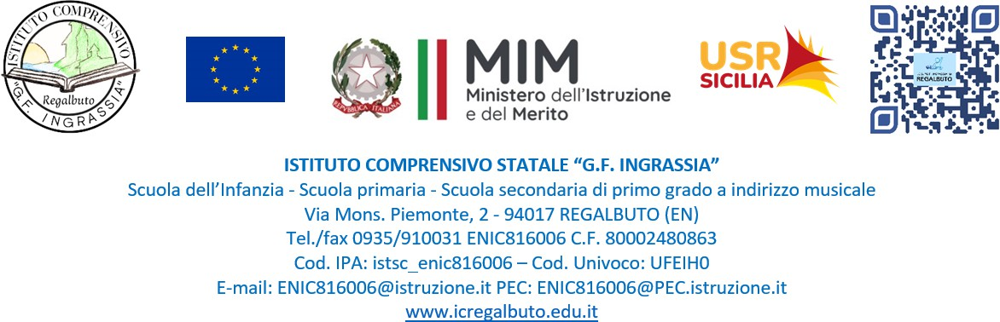 ISTITUTO COMPRENSIVO
Regalbuto
"G.F. INGRASSIA"
REPVBBLICA ITALIANA
MIM
Ministero dell'Istruzione
e del Merito
USR
SICILIA
REGALBUTO
ISTITUTO COMPRENSIVO STATALE “G.F. INGRASSIA”
Scuola dell’Infanzia - Scuola primaria - Scuola secondaria di primo grado a indirizzo musicale
Via Mons. Piemonte, 2 - 94017 REGALBUTO (EN)
Tel./fax 0935/910031 ENIC816006 C.F. 80002480863
Cod. IPA: istsc_enic816006 – Cod. Univoco: UFEIH0
E-mail: ENIC816006@istruzione.it PEC: ENIC816006@PEC.istruzione.it
www.icregalbuto.edu.it